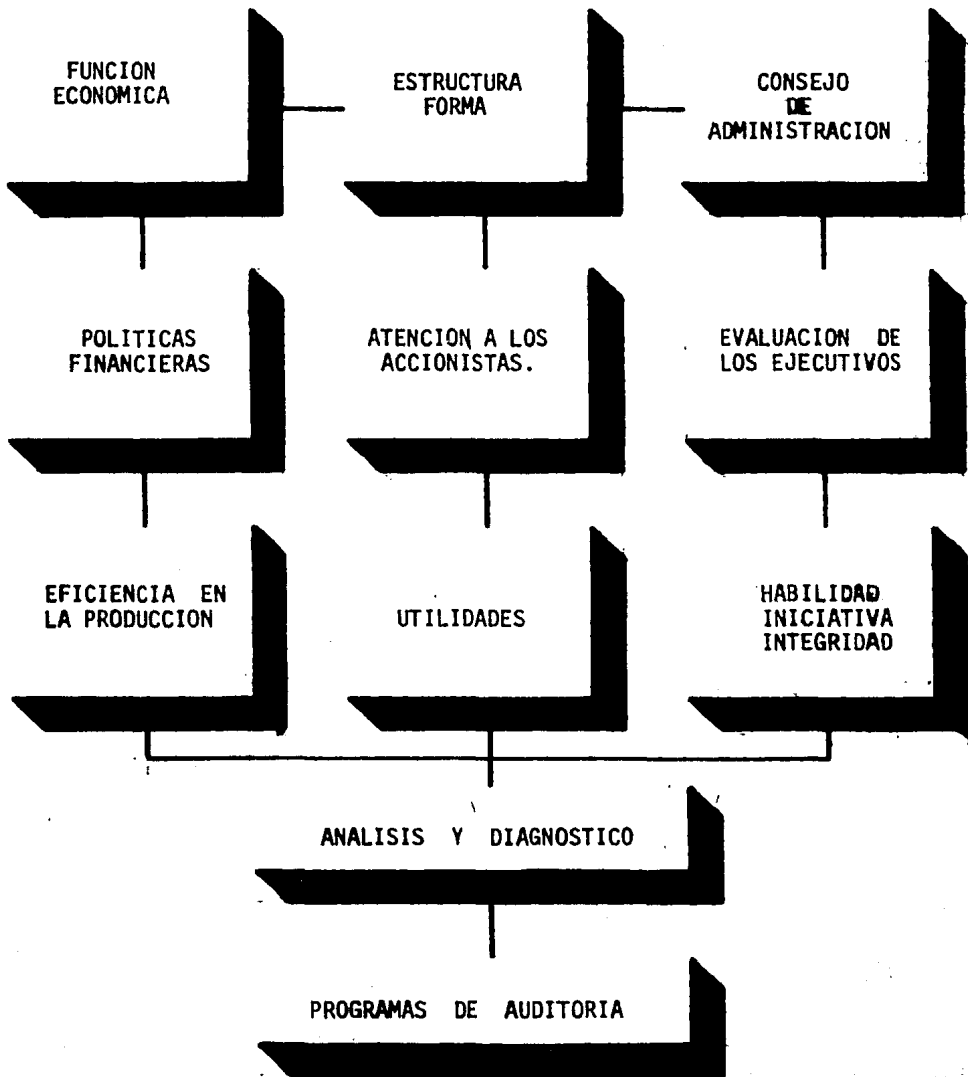 FUNCION
ECONOMICA
ESTRUCTURA
FORMA
CONSEJO
DE
ADMINISTRACION
POLITICAS
FINANCIERAS
ATENCION A LOS
ACCIONISTAS.
EVALUACION DE
LOS EJECUTIVOS
EFICIENCIA EN
LA PRODUCCION
UTILIDADES
HABILIDAD
INICIATIVA
INTEGRIDAD
ANALISIS Y DIAGNOSTICO
PROGRAMAS DE AUDITORIA